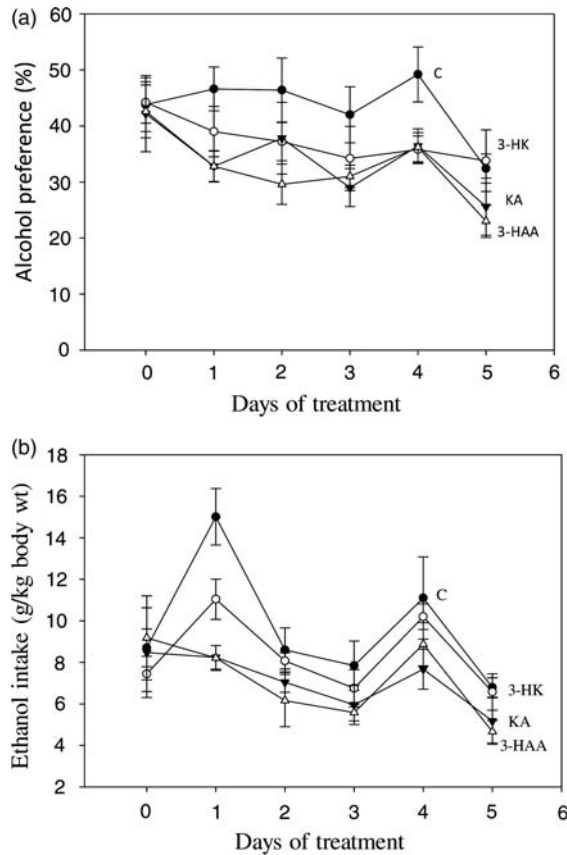 (a)
60
50
40
30
20
10
0
Alcohol preference (%)
C
3-HK
KA
3-HAA
0 1 2 3 4 5 6
Days of treatment
(b)
18
16
14
12
10
8
6
4
2
Ethanol intake (g/kg body wt)
C
3-HK
KA
3-HAA
0 1 2 3 4 5 6
Days of treatment